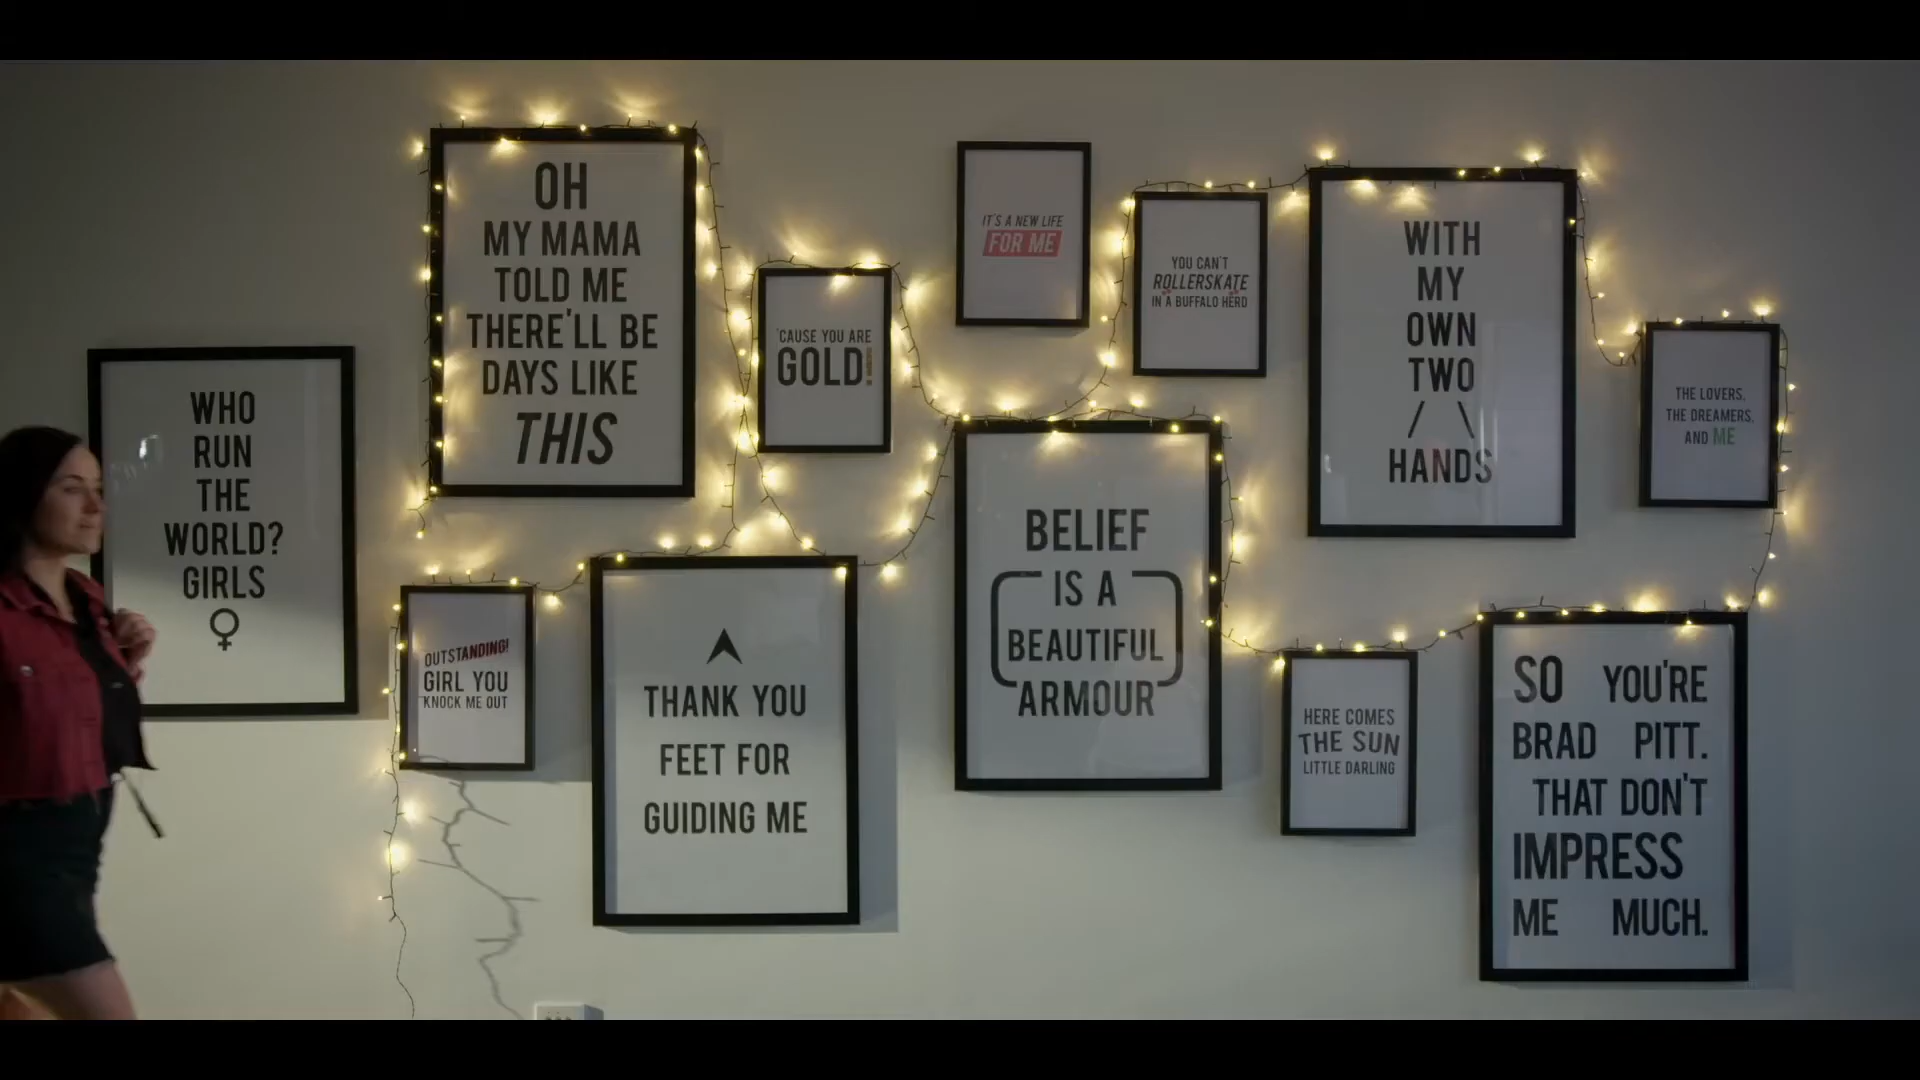 WHO
RUN
THE
WORLD?
GIRLS
OH
MY MAMA
TOLD ME
THERE'LL BE
DAYS LIKE
THIS
OUTSTANDING!
GIRL YOU
KNOCK ME OUT
THANK YOU
FEET FOR
GUIDING ME
'CAUSE YOU ARE
GOLD!
IT'S A NEW LIFE
FOR ME
BELIEF
IS A
BEAUTIFUL
ARMOUR
YOU CAN'T
ROLLERSKATE
IN A BUFFALO HERD
WITH
MY
OWN
TWO
HANDS
HERE COMES
THE SUN
LITTLE DARLING
THE LOVERS,
THE DREAMERS,
AND ME
SO YOU'RE
BRAD PITT.
THAT DON'T
IMPRESS
ME MUCH.